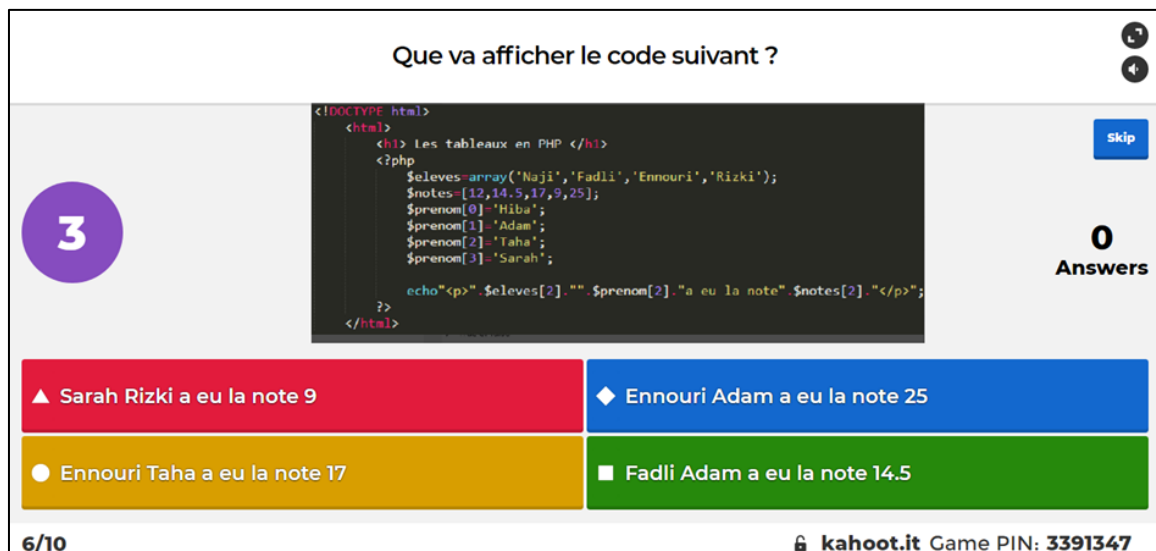 Que va afficher le code suivant ?
<!DOCTYPE html>
<html>
<h1> Les tableaux en PHP </h1>
<?php
$eleves=array('Naji','Fadli','Ennouri','Rizki');
$notes=[12,14.5,17,9,25];
$prenom[0]='Hiba';
$prenom[1]='Adam';
$prenom[2]='Taha';
$prenom[3]='Sarah';
echo"<p>".$eleves[2]."".$prenom[2]."a eu la note".$notes[2]."</p>";
?>
</html>
Skip
3
0
Answers
Sarah Rizki a eu la note 9
Ennouri Adam a eu la note 25
Ennouri Taha a eu la note 17
Fadli Adam a eu la note 14.5
6/10
kahoot.it Game PIN: 3391347